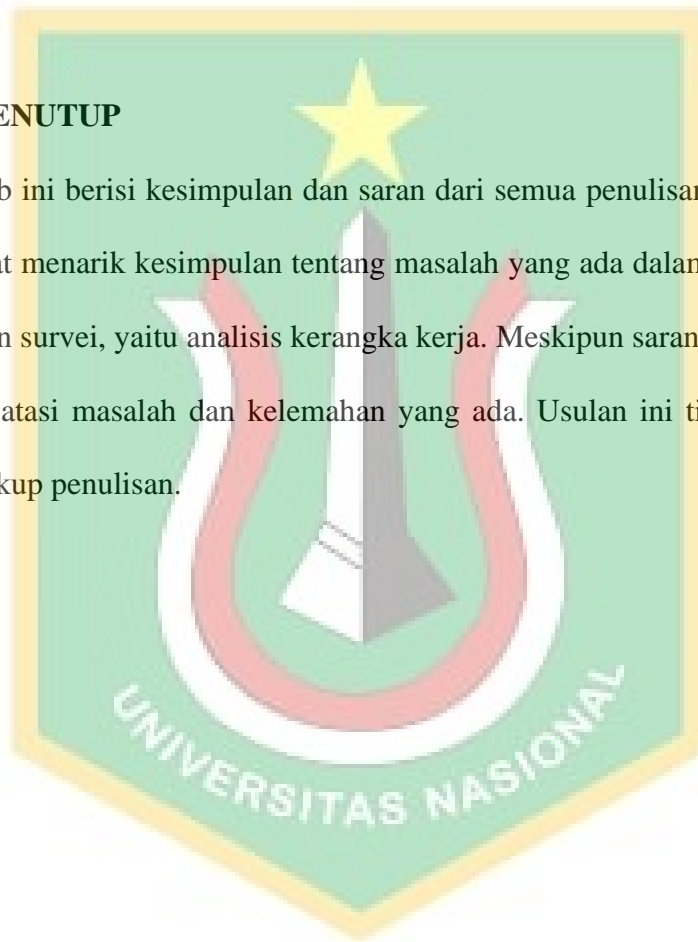 ENUTUP
b ini berisi kesimpulan dan saran dari semua penulisan
at menarik kesimpulan tentang masalah yang ada dalam
n survei, yaitu analisis kerangka kerja. Meskipun saran
atasi masalah dan kelemahan yang ada. Usulan ini ti
kup penulisan.
UNIVERSITAS NASIONAL